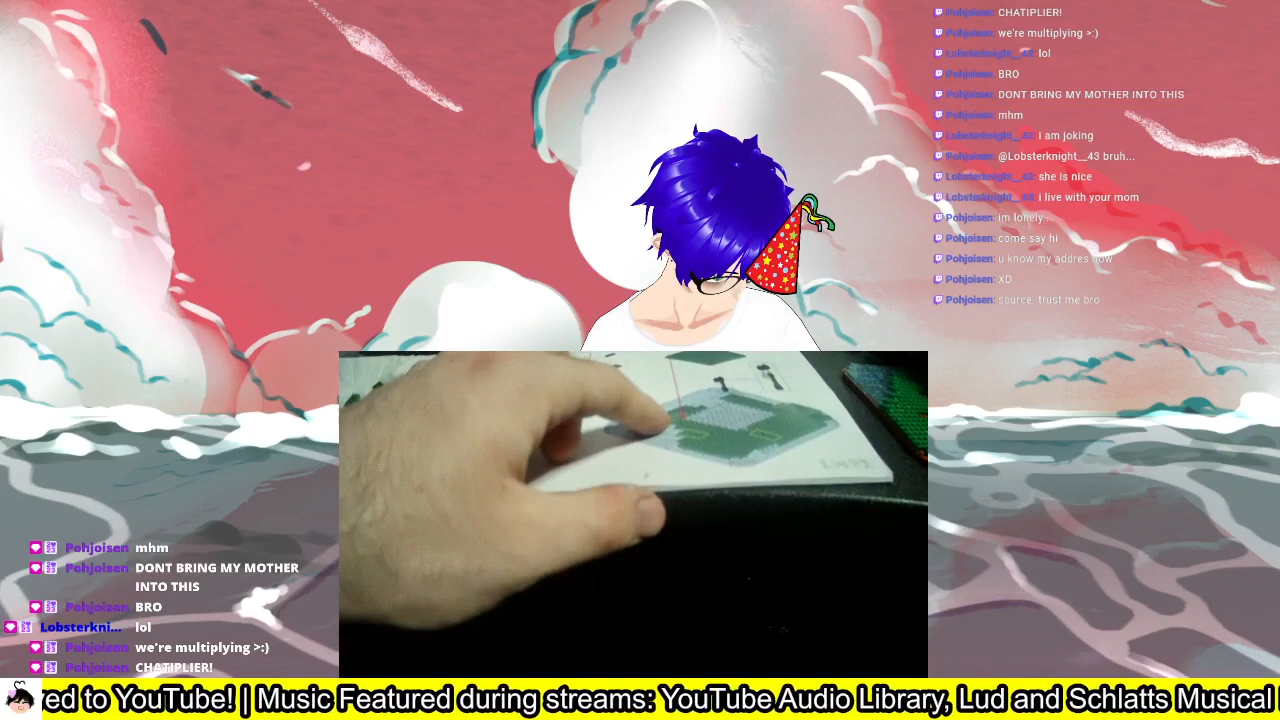 Pohjoisen: CHATIPLIER!
Pohjoisen: we're multiplying >:)
Lobsterknight__43: lol
Pohjoisen: BRO
Pohjoisen: DONT BRING MY MOTHER INTO THIS
Pohjoisen: mhm
Lobsterknight__43: i am joking
Pohjoisen: @Lobsterknight__43 bruh...
Lobsterknight__43: she is nice
Lobsterknight__43: i live with your mom
Pohjoisen: im lonely..
Pohjoisen: come say hi
Pohjoisen: u know my addres now
Pohjoisen: XD
Pohjoisen: source: trust me bro
Pohjoisen mhm
Pohjoisen DONT BRING MY MOTHER
INTO THIS
Pohjoisen BRO
Lobsterkni... lol
Pohjoisen we're multiplying >:)
Pohjoisen CHATIPLIER!
red to YouTube! | Music Featured during streams: YouTube Audio Library, Lud and Schlatts Musical